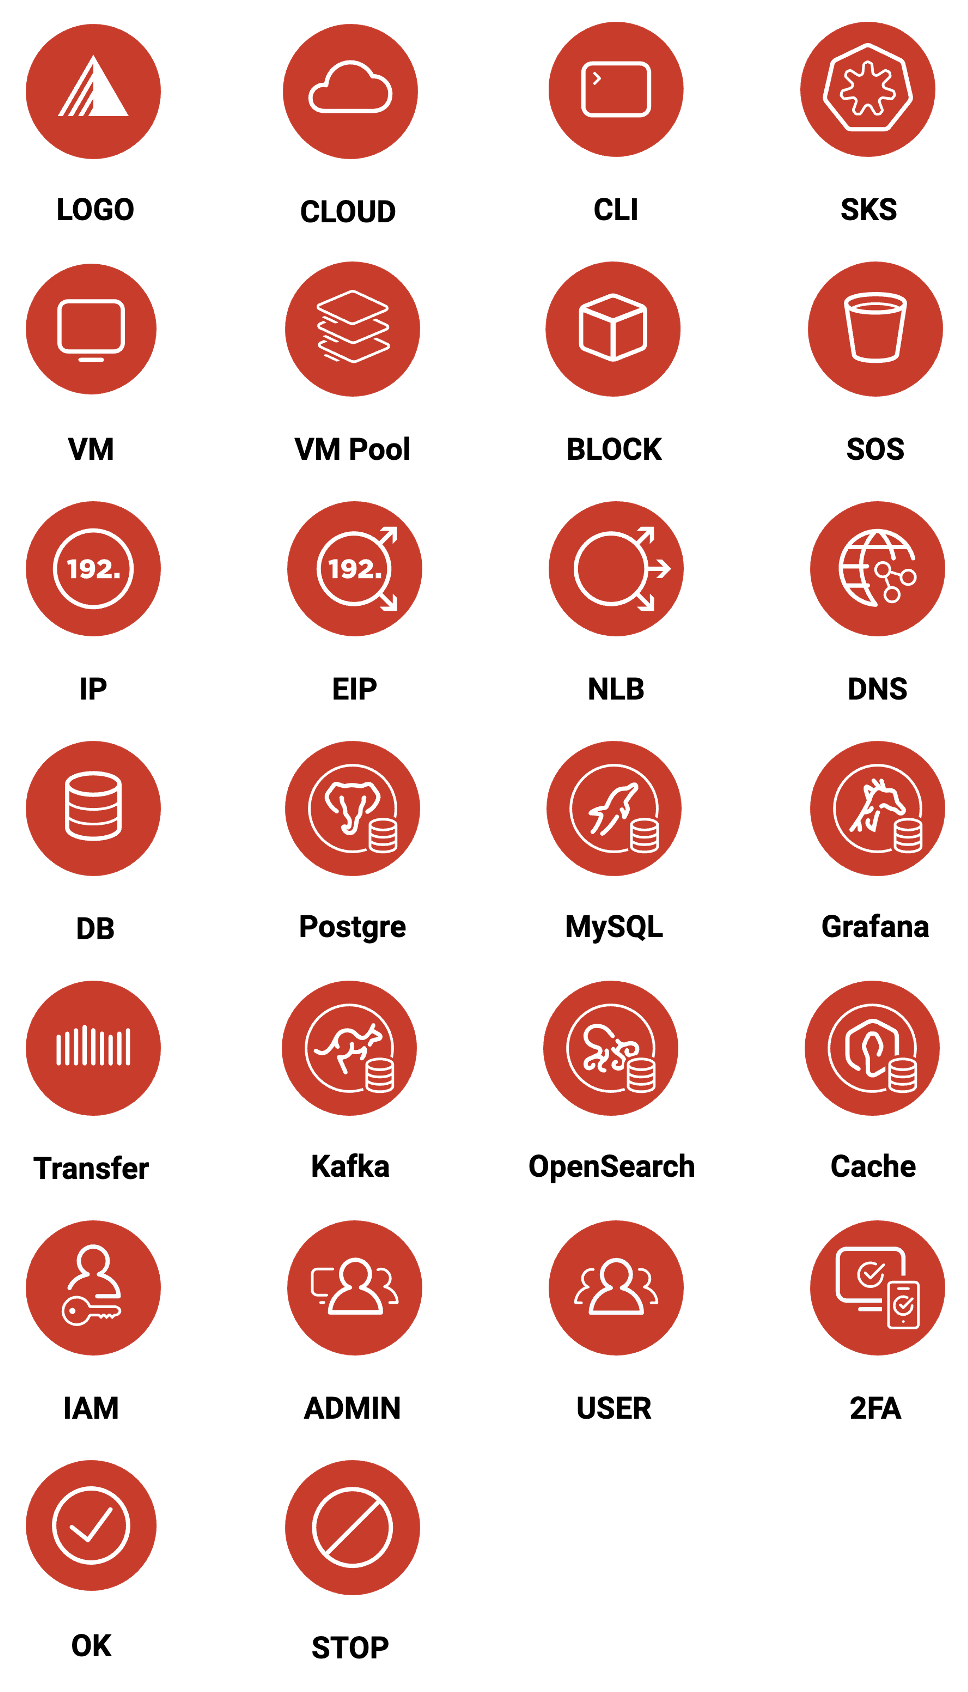 LOGO CLOUD CLI SKS
VM VM Pool BLOCK SOS
192. 192.
IP EIP NLB DNS
DB Postgre MySQL Grafana
Transfer Kafka OpenSearch Cache
IAM ADMIN USER 2FA
OK STOP